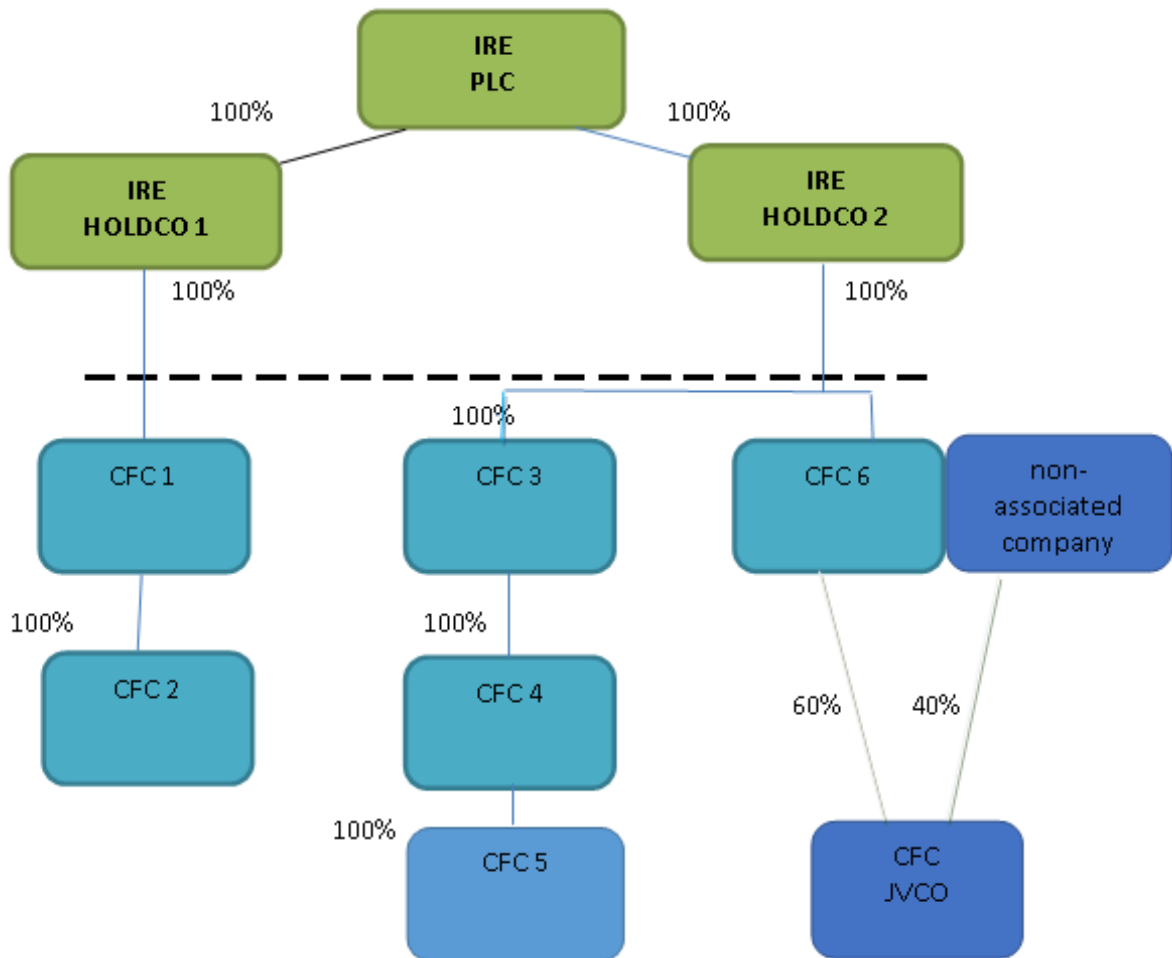 IRE
PLC
100%
100%
IRE
HOLDCO 1
IRE
HOLDCO 2
100%
100%
100%
CFC 1
CFC 3
CFC 6
non-
associated
company
100%
100%
CFC 2
CFC 4
60%
40%
100%
CFC 5
CFC
JVCO